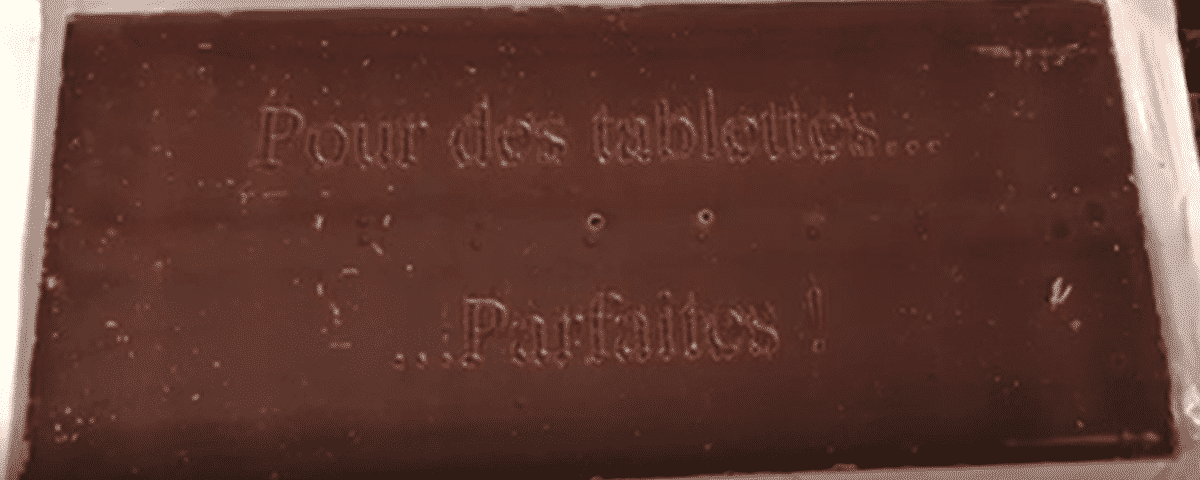 Pour des tablettes...
...Parfaites !